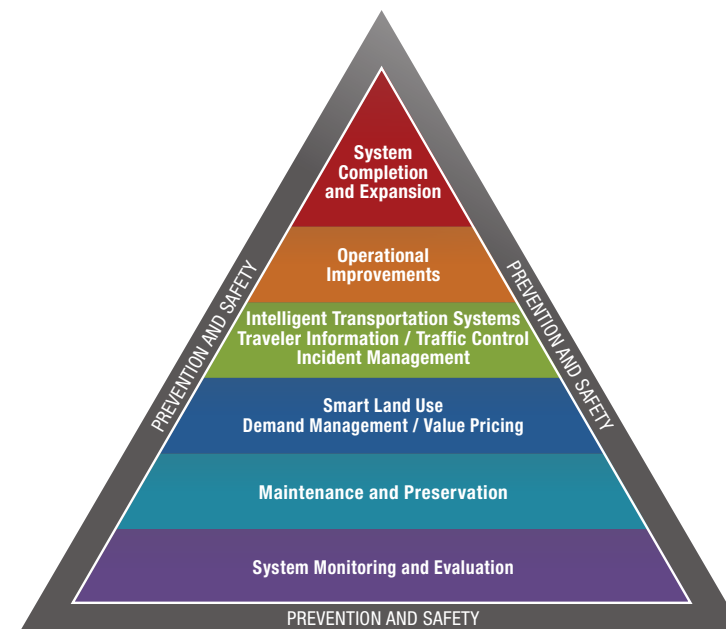 System
Completion
and Expansion
Operational
Improvements
PREVENTION AND SAFETY
PREVENTION AND SAFETY
Intelligent Transportation Systems
Traveler Information / Traffic Control
Incident Management
Smart Land Use
Demand Management / Value Pricing
Maintenance and Preservation
System Monitoring and Evaluation
PREVENTION AND SAFETY